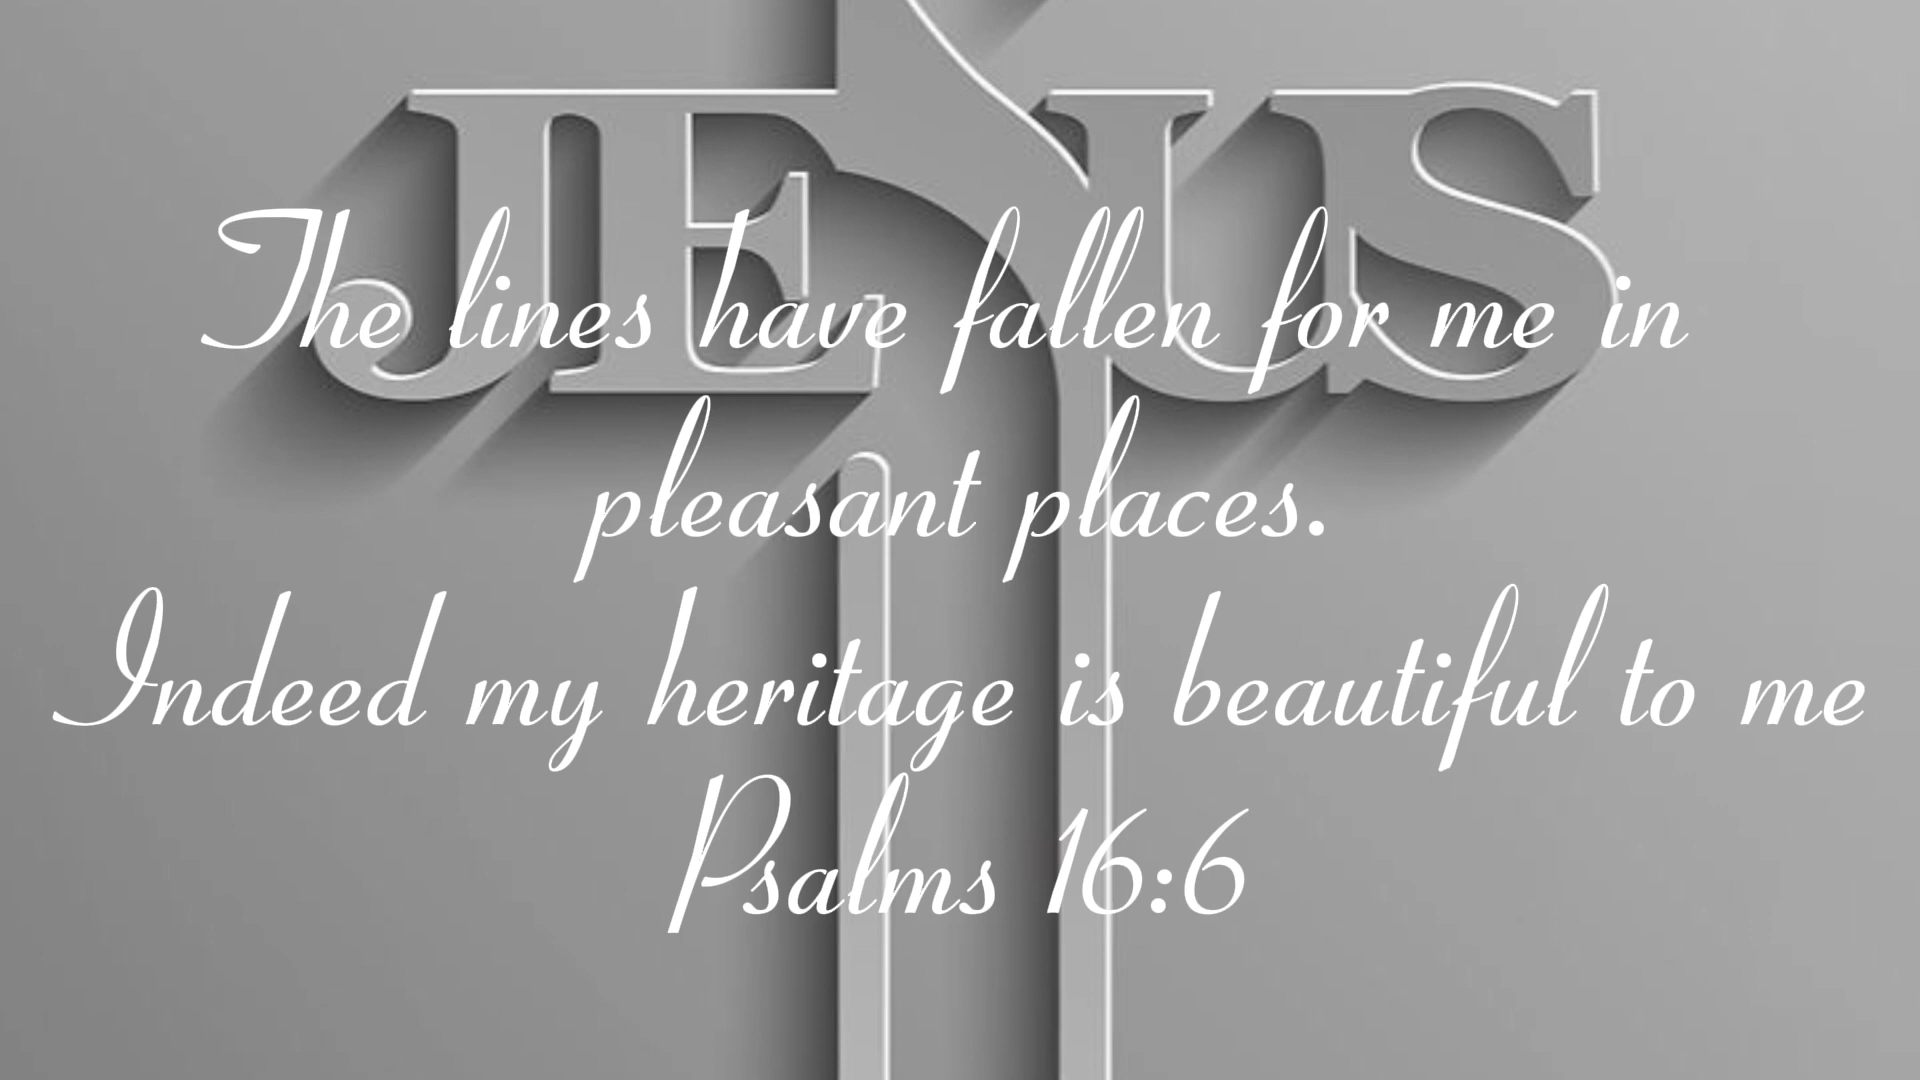 JESUS
The lines have fallen for me in
pleasant places.
Indeed my heritage is beautiful to me
Psalms 16:6